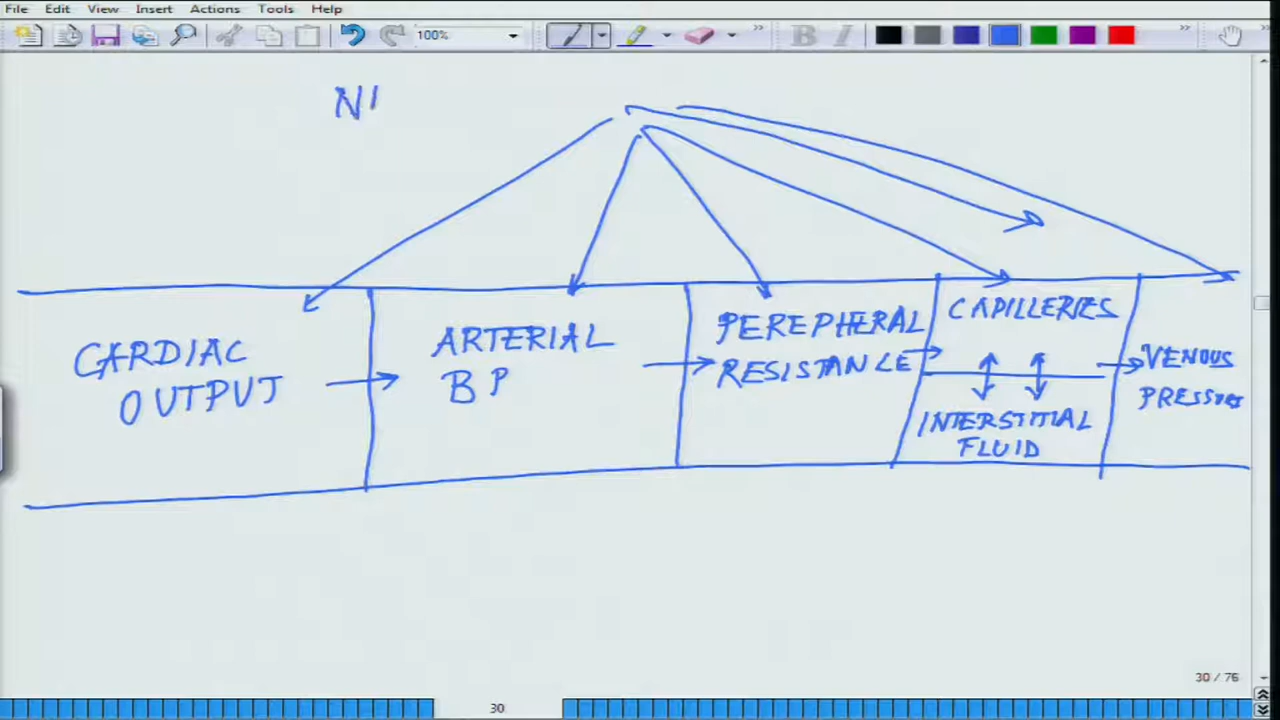 File Edit View Insert Actions Tools Help
100%
CARDIAC
OUTPUT
ARTERIAL
BP
PEREPHERAL
RESISTANCE
CAPILLERIES
INTERSTITIAL
FLUID
VENOUS
PRESSURE
30 / 76
30